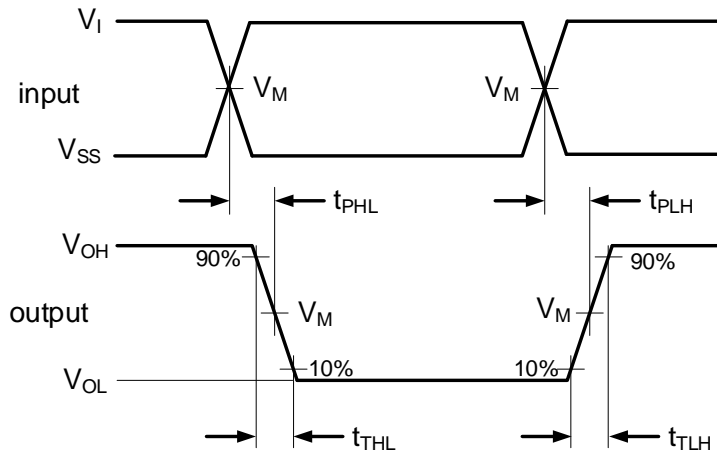 V_I
input
V_M
V_M
V_SS
t_PHL
t_PLH
V_OH
90%
90%
output
V_M
V_M
10%
10%
V_OL
t_THL
t_TLH